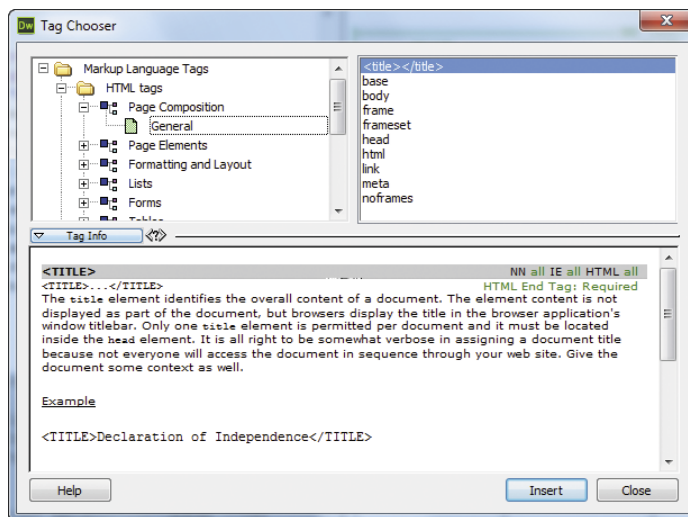 Dw Tag Chooser
Markup Language Tags
HTML tags
Page Composition
General
Page Elements
Formatting and Layout
Lists
Forms
Tables
<title></title>
base
body
frame
frameset
head
html
link
meta
noframes
Tag Info <?>
<TITLE> NN all IE all HTML all
<TITLE>...</TITLE> HTML End Tag: Required
The title element identifies the overall content of a document. The element content is not
displayed as part of the document, but browsers display the title in the browser application's
window titlebar. Only one title element is permitted per document and it must be located
inside the head element. It is all right to be somewhat verbose in assigning a document title
because not everyone will access the document in sequence through your web site. Give the
document some context as well.
Example
<TITLE>Declaration of Independence</TITLE>
Help Insert Close